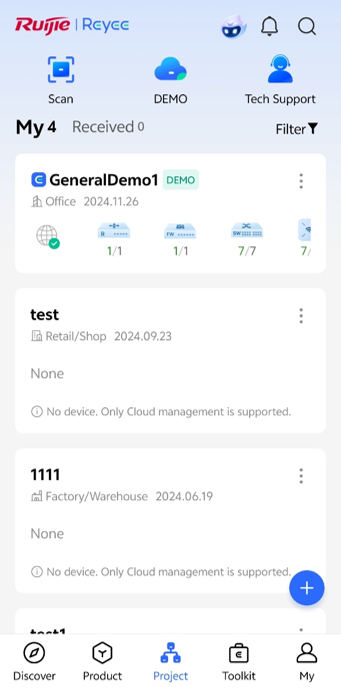 Ruijie | Reyee
Scan
DEMO
Tech Support
My 4
Received 0
Filter
GeneralDemo1 DEMO
Office 2024.11.26
R
FW
SW
1/1
1/1
7/7
7/
test
Retail/Shop 2024.09.23
None
No device. Only Cloud management is supported.
1111
Factory/Warehouse 2024.06.19
None
No device. Only Cloud management is supported.
test1
Discover
Product
Project
Toolkit
My